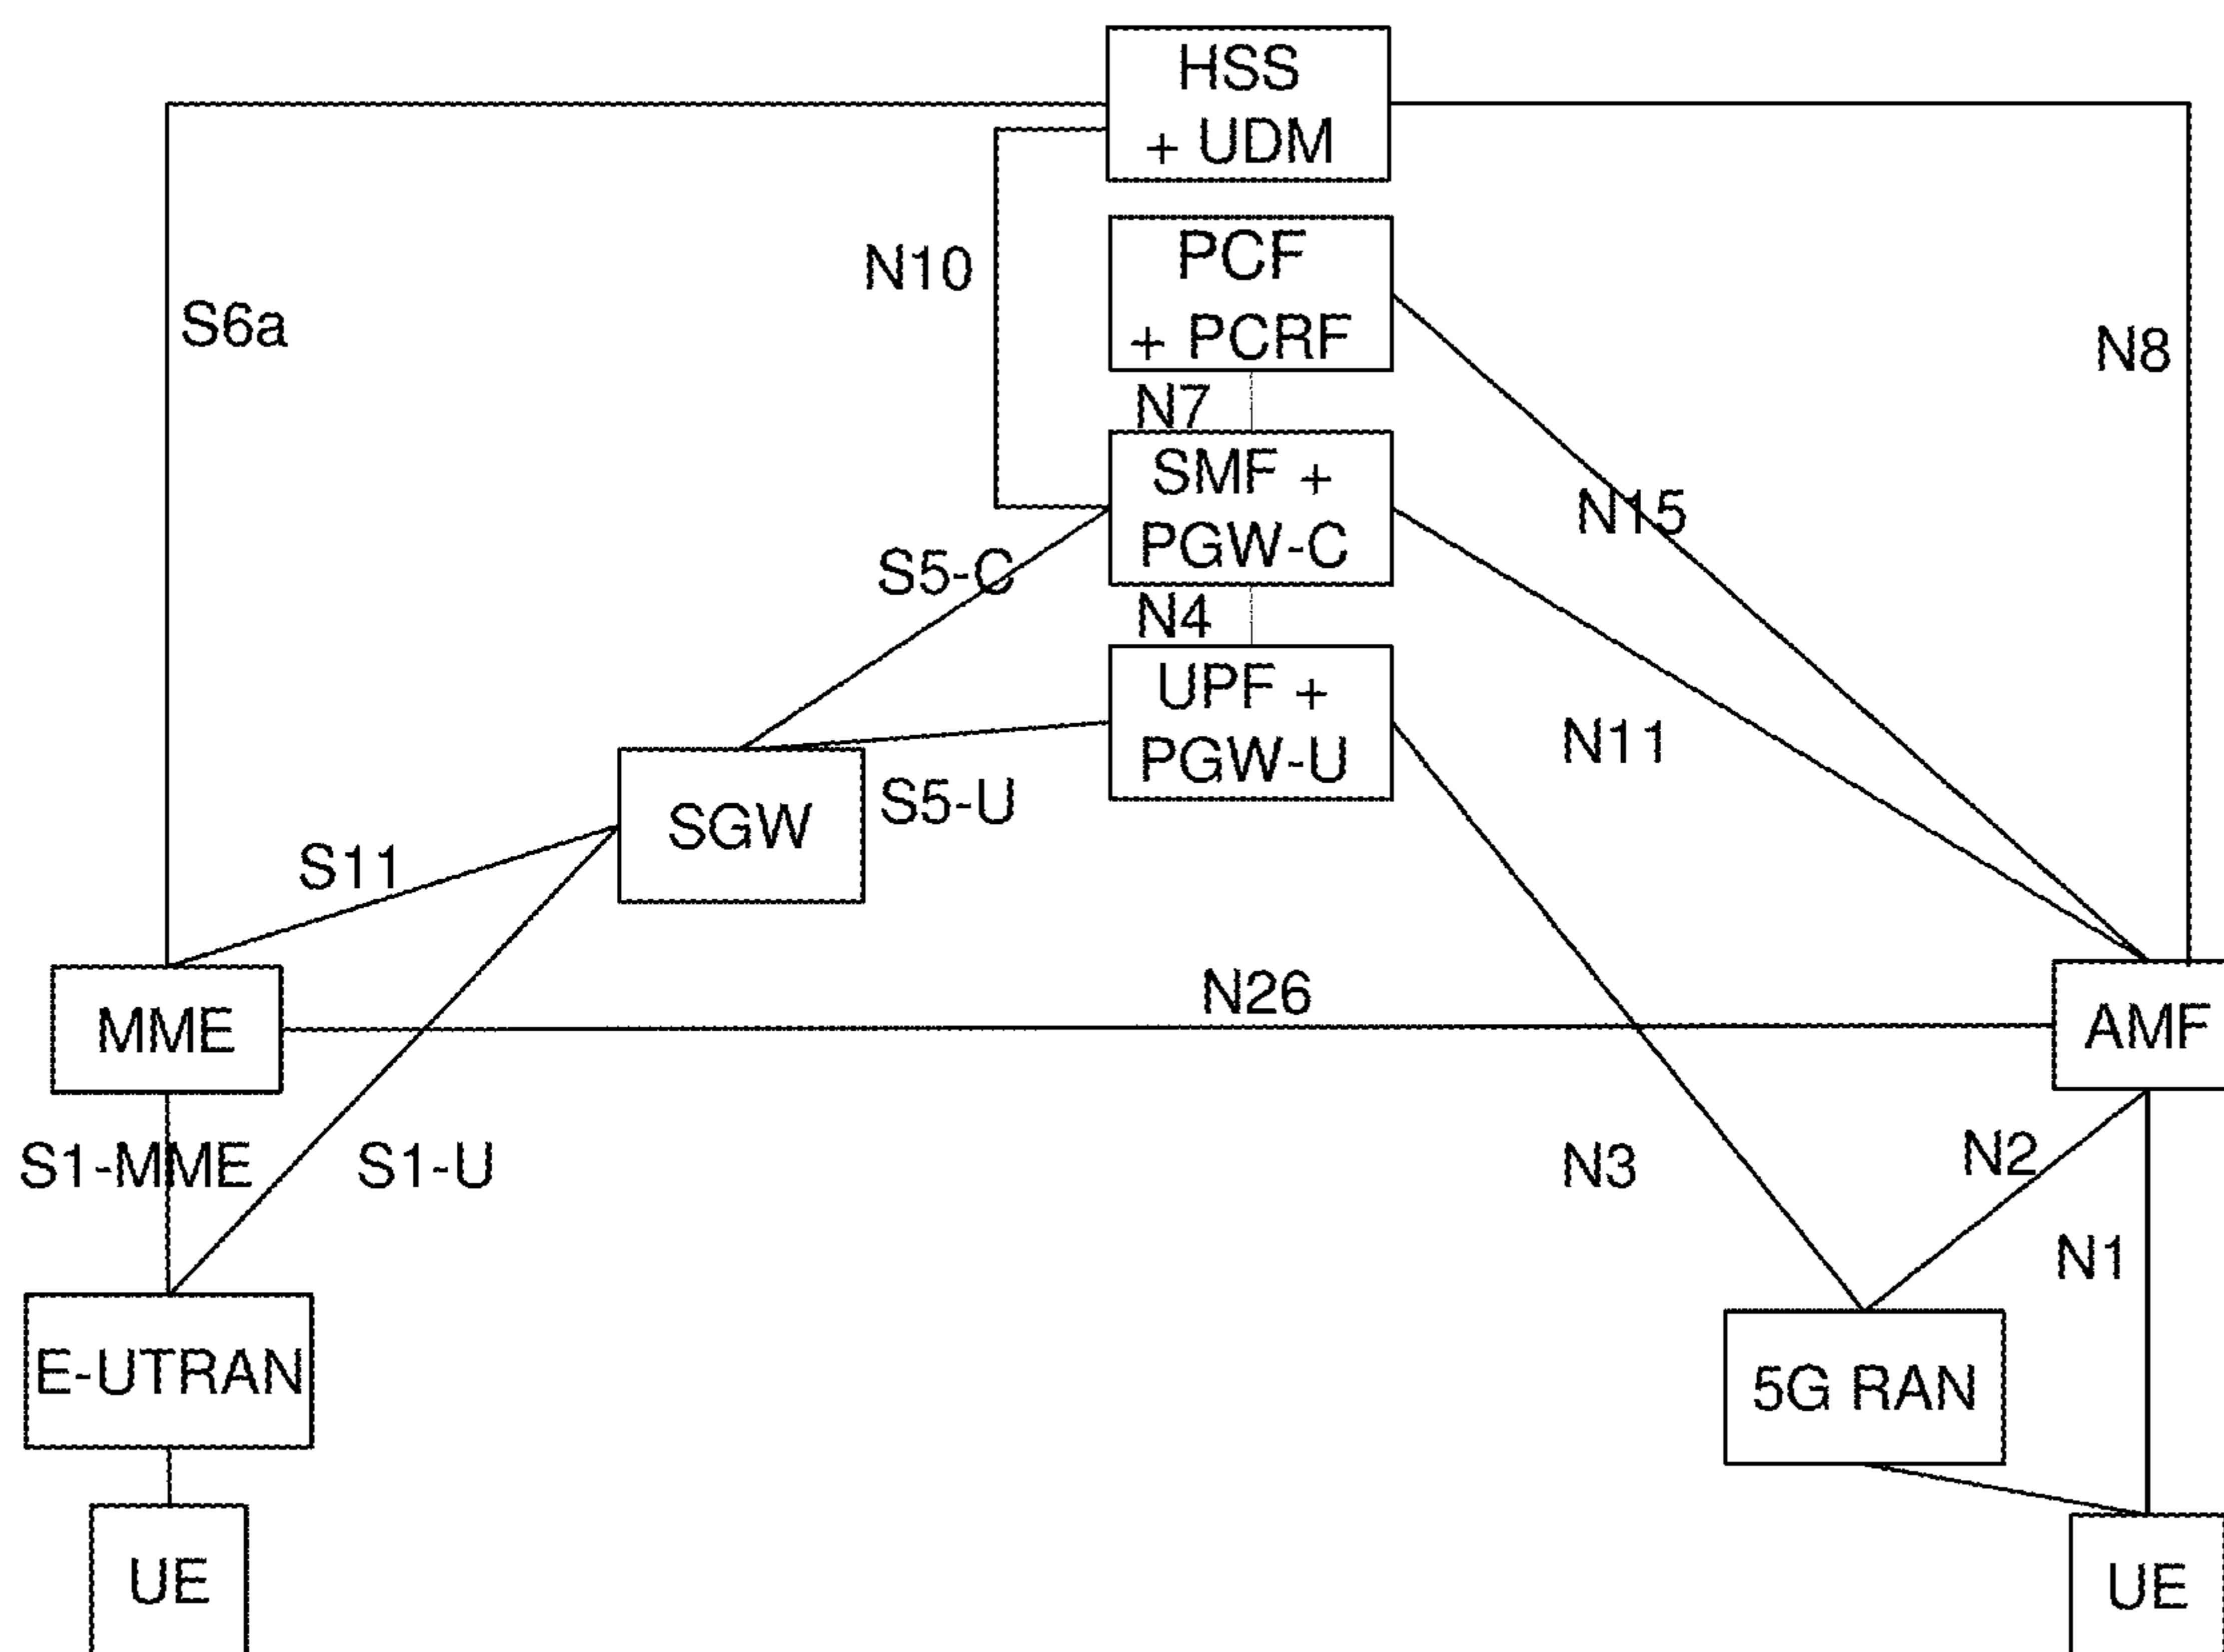 HSS
+ UDM
PCF
+ PCRF
N10
S6a
N8
N7
SMF +
PGW-C
N15
S5-C
N4
UPF +
PGW-U
N11
S5-U
SGW
S11
N26
MME
AMF
S1-MME
S1-U
N3
N2
N1
E-UTRAN
5G RAN
UE
UE